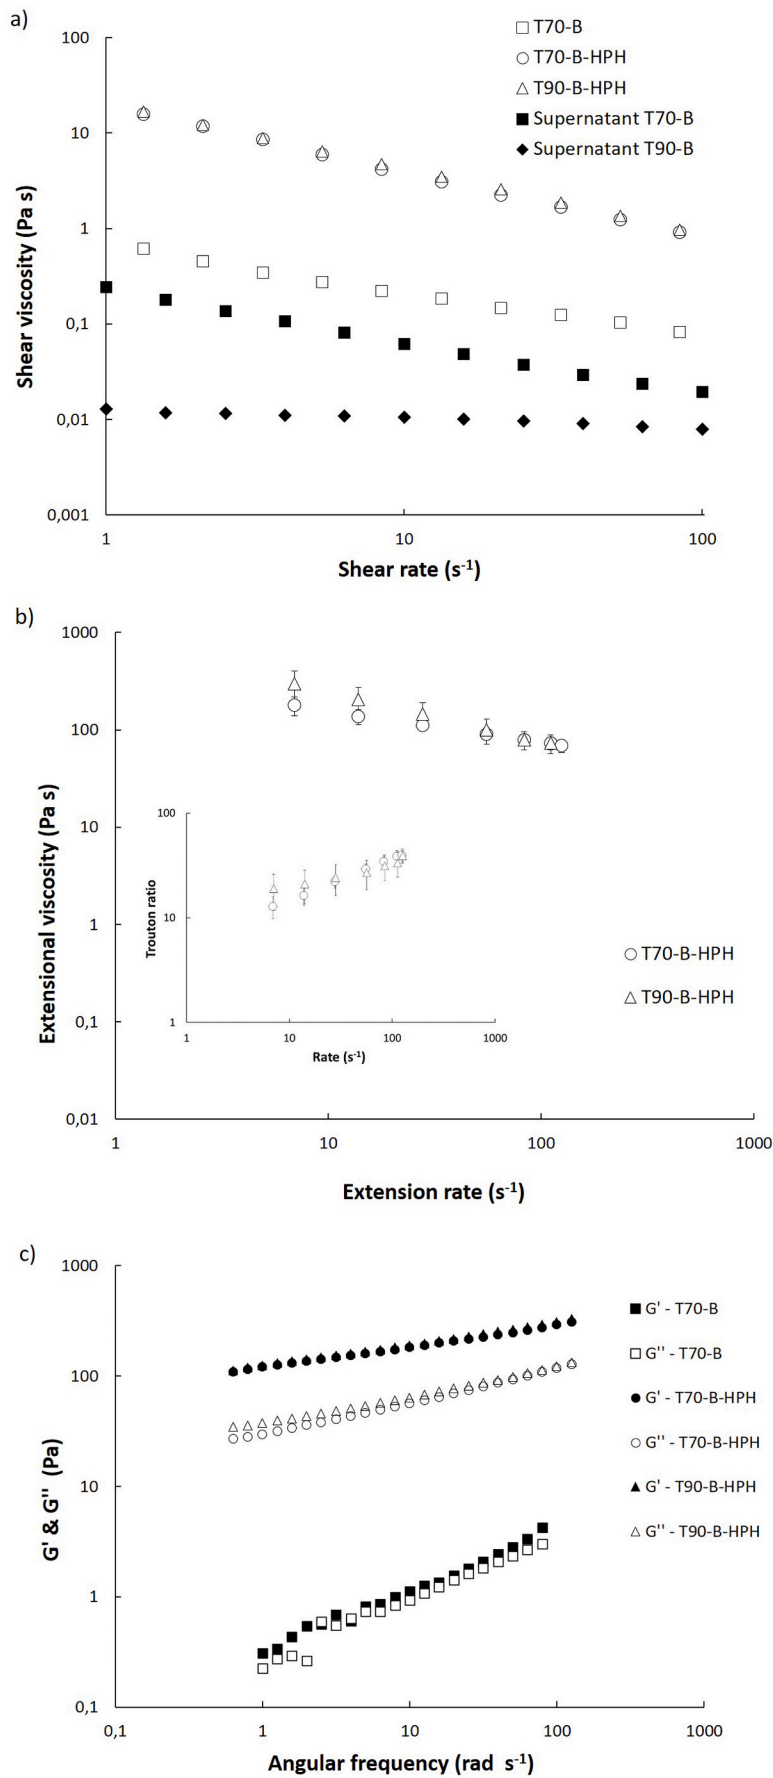 a)
100
10
1
0,1
0,01
0,001
Shear viscosity (Pa s)
T70-B
T70-B-HPH
T90-B-HPH
Supernatant T70-B
Supernatant T90-B
1
10
100
Shear rate (s-1)
b)
1000
100
10
1
0,1
0,01
Extensional viscosity (Pa s)
100
10
1
Trouton ratio
1
10
100
1000
Rate (s-1)
T70-B-HPH
T90-B-HPH
1
10
100
1000
Extension rate (s-1)
c)
1000
100
10
1
0,1
G' & G'' (Pa)
G' - T70-B
G'' - T70-B
G' - T70-B-HPH
G'' - T70-B-HPH
G' - T90-B-HPH
G'' - T90-B-HPH
0,1
1
10
100
1000
Angular frequency (rad s-1)